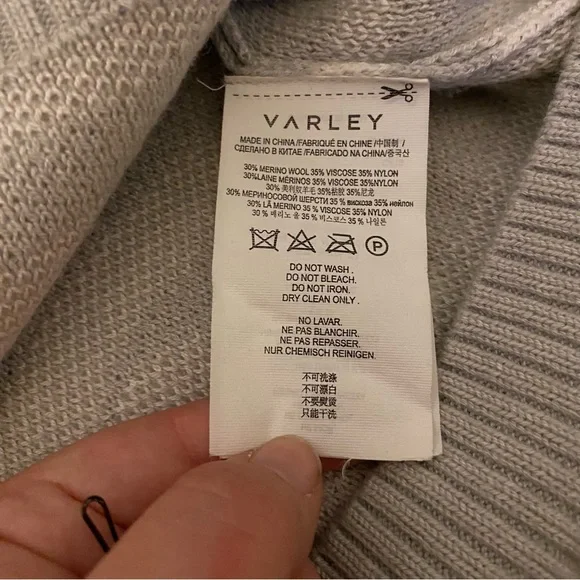 VARLEY
MADE IN CHINA /FABRIQUÉ EN CHINE /中国制 /
СДЕЛАНО В КИТАЕ /FABRICADO NA CHINA/중국산
30% MERINO WOOL 35% VISCOSE 35% NYLON
30%LAINE MÉRINOS 35% VISCOSE 35%NYLON
30% 美利奴羊毛 35%粘胶 35%尼龙
30% МЕРИНОСОВОЙ ШЕРСТИ 35 % вискоза 35% нейлон
30% LÃ MERINO 35 % VISCOSE 35% NYLON
30 % 메리노 울 35 % 비스코스 35 % 나일론
P
DO NOT WASH .
DO NOT BLEACH.
DO NOT IRON.
DRY CLEAN ONLY .
NO LAVAR.
NE PAS BLANCHIR.
NE PAS REPASSER.
NUR CHEMISCH REINIGEN.
不可洗涤
不可漂白
不要熨烫
只能干洗